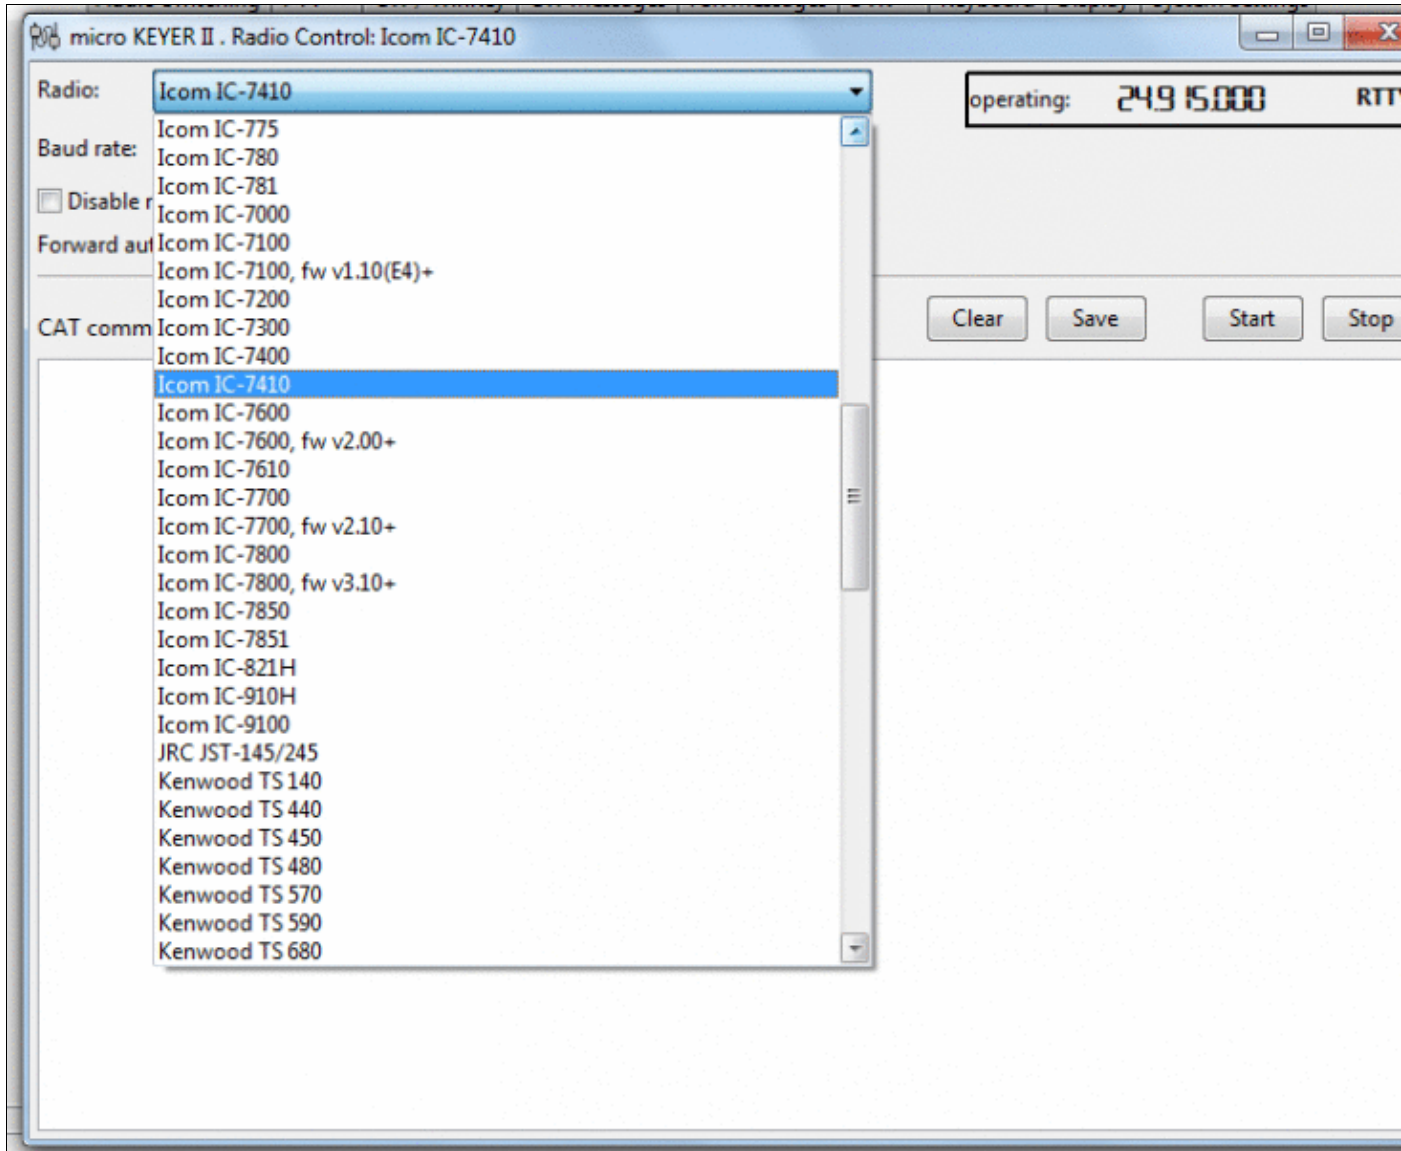 micro KEYER II . Radio Control: Icom IC-7410
Radio: Icom IC-7410
operating: 24.915.000
Baud rate:
Disable
Forward
CAT
Clear Save Start Stop
Icom IC-775
Icom IC-780
Icom IC-781
Icom IC-7000
Icom IC-7100
Icom IC-7100, fw v1.10(E4)+
Icom IC-7200
Icom IC-7300
Icom IC-7400
Icom IC-7410
Icom IC-7600
Icom IC-7600, fw v2.00+
Icom IC-7610
Icom IC-7700
Icom IC-7700, fw v2.10+
Icom IC-7800
Icom IC-7800, fw v3.10+
Icom IC-7850
Icom IC-7851
Icom IC-821H
Icom IC-910H
Icom IC-9100
JRC JST-145/245
Kenwood TS 140
Kenwood TS 440
Kenwood TS 450
Kenwood TS 480
Kenwood TS 570
Kenwood TS 590
Kenwood TS 680